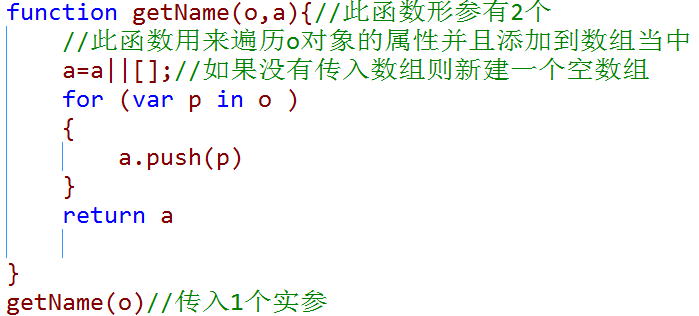 function getName(o,a){//此函数形参有2个
//此函数用来遍历o对象的属性并且添加到数组当中
a=a||[];//如果没有传入数组则新建一个空数组
for (var p in o )
{
a.push(p)
}
return a
}
getName(o)//传入1个实参